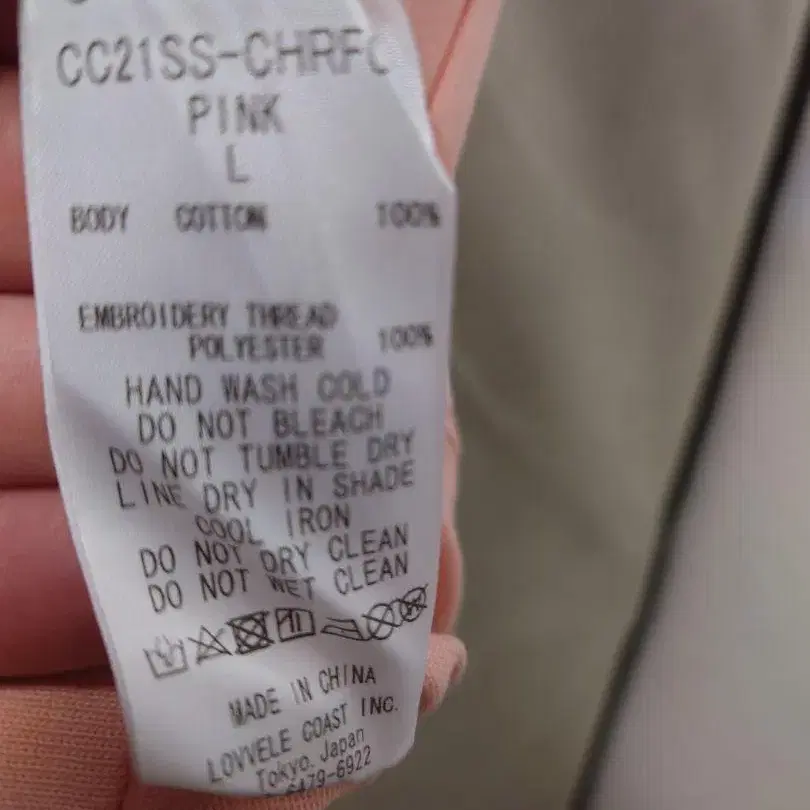 CC21SS-CHRFC
PINK
L
BODY COTTON 100%
EMBROIDERY THREAD
POLYESTER 100%
HAND WASH COLD
DO NOT BLEACH
DO NOT TUMBLE DRY
LINE DRY IN SHADE
COOL IRON
DO NOT DRY CLEAN
DO NOT WET CLEAN
MADE IN CHINA
LOVVELE COAST INC.
Tokyo. Japan
6479-6922